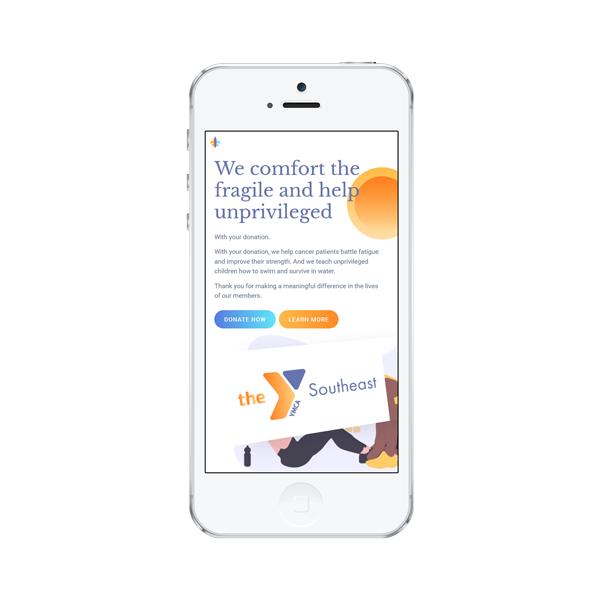 We comfort the
fragile and help
unprivileged
With your donation.
With your donation, we help cancer patients battle fatigue
and improve their strength. And we teach unprivileged
children how to swim and survive in water.
Thank you for making a meaningful difference in the lives
of our members.
DONATE NOW LEARN MORE
the YMCA Southeast